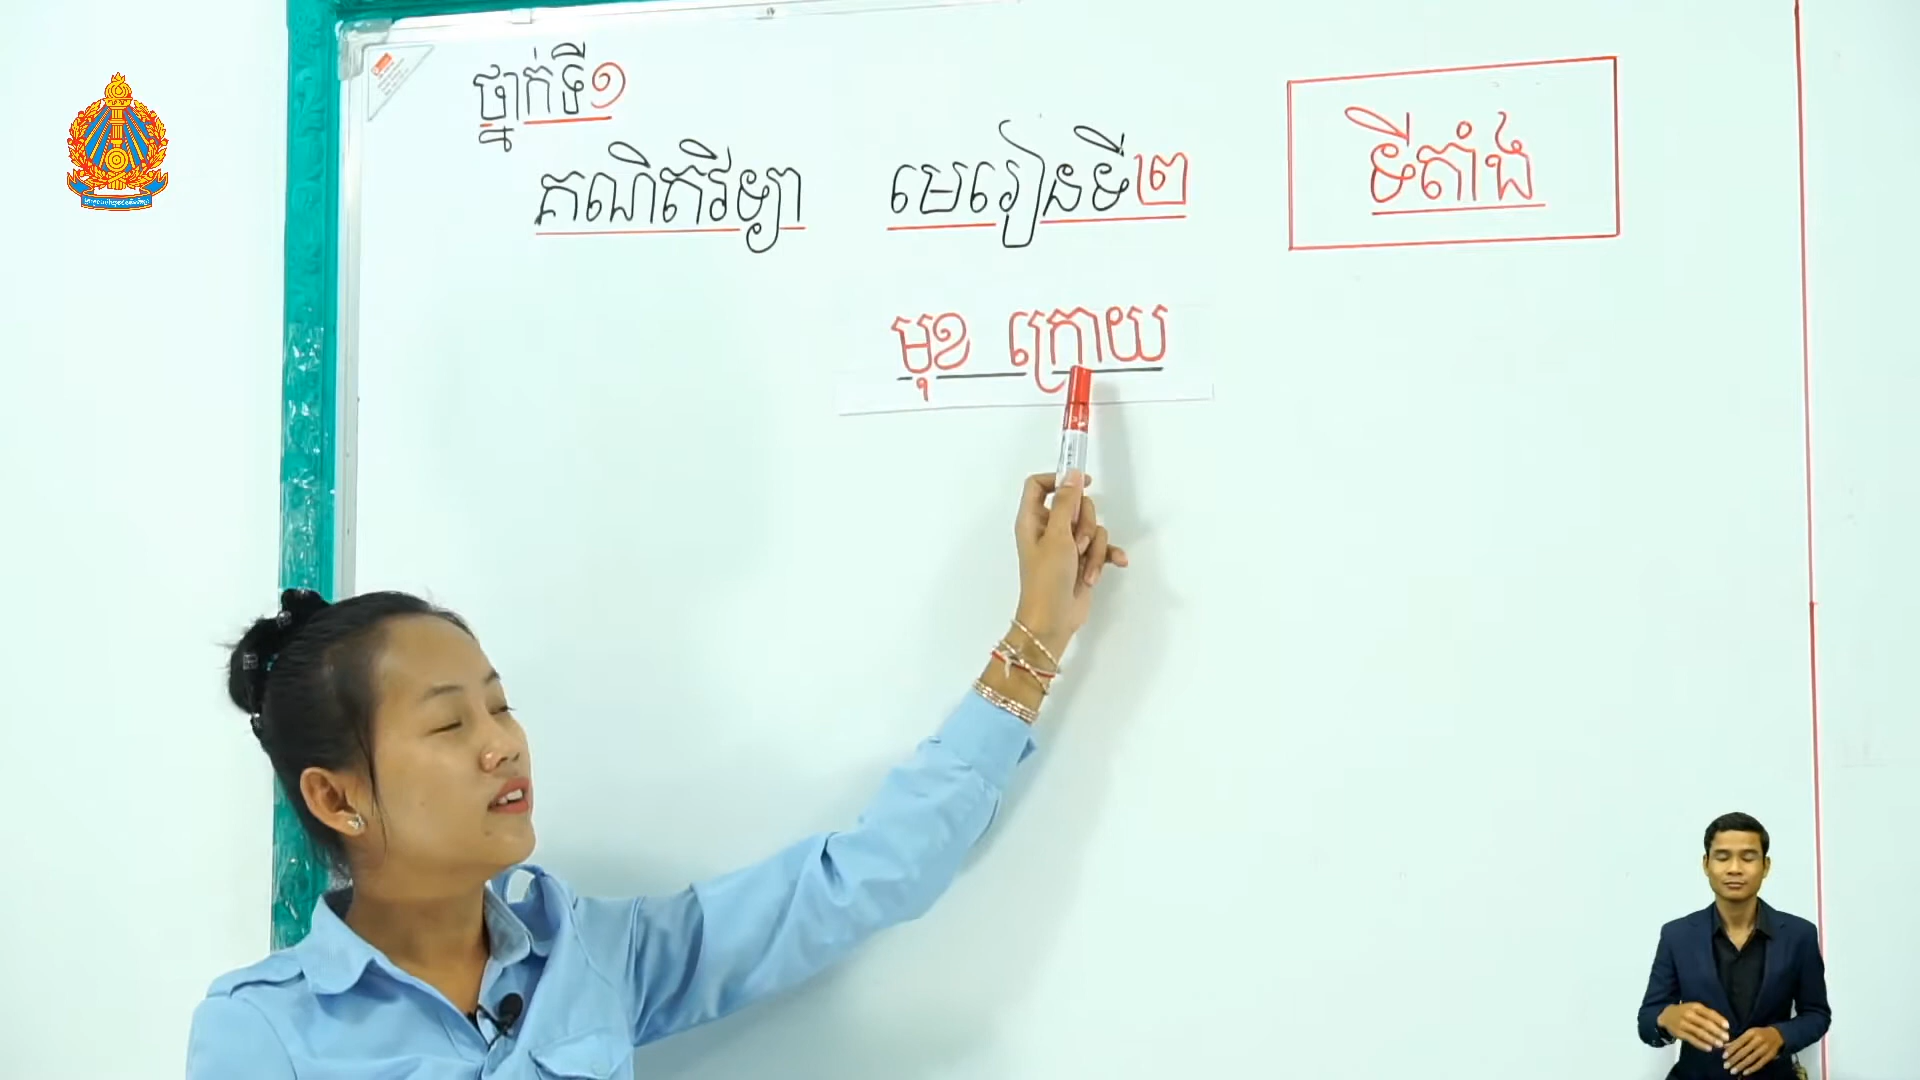 ថ្នាក់ទី១
គណិតវិទ្យា មេរៀនទី២
ទីតាំង
មុខ ក្រោយ